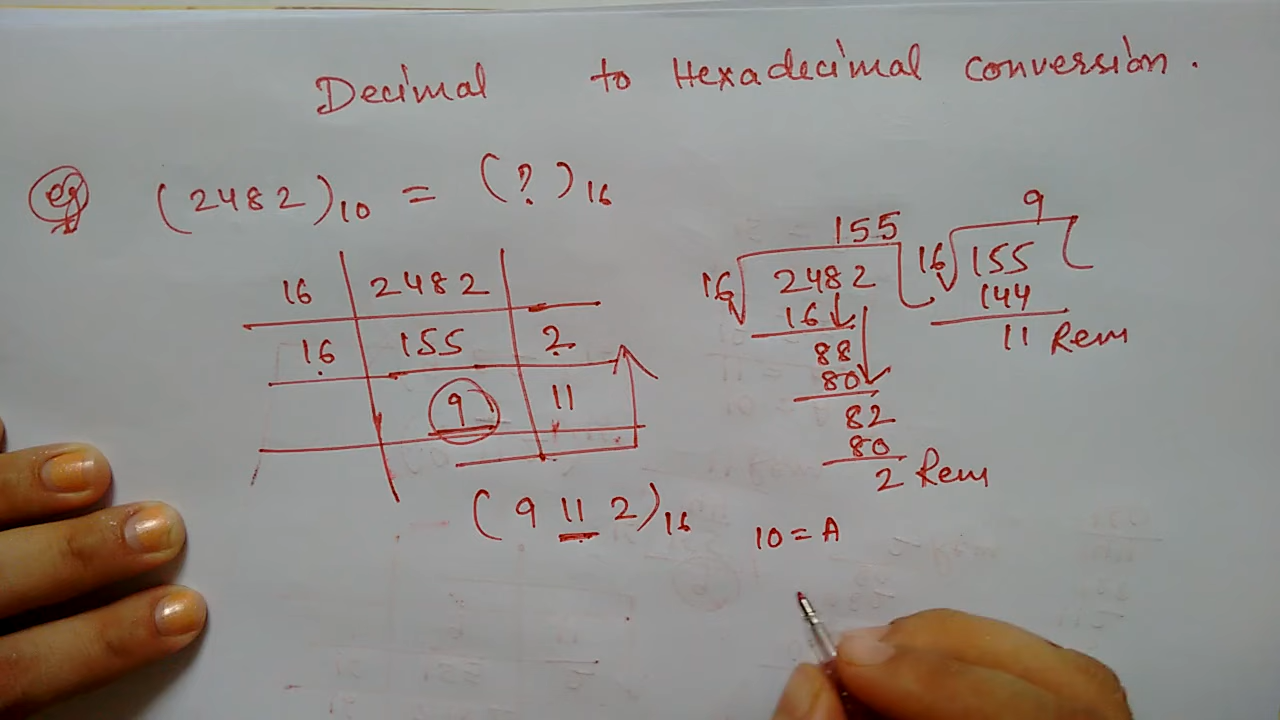 Decimal to Hexadecimal conversion.
eg (2482)10 = (?)16
16 2482
16 155 2
9 11
(9 11 2)16
155
16 2482
16
88
80
82
80
2 Rem
9
16 155
144
11 Rem
10 = A